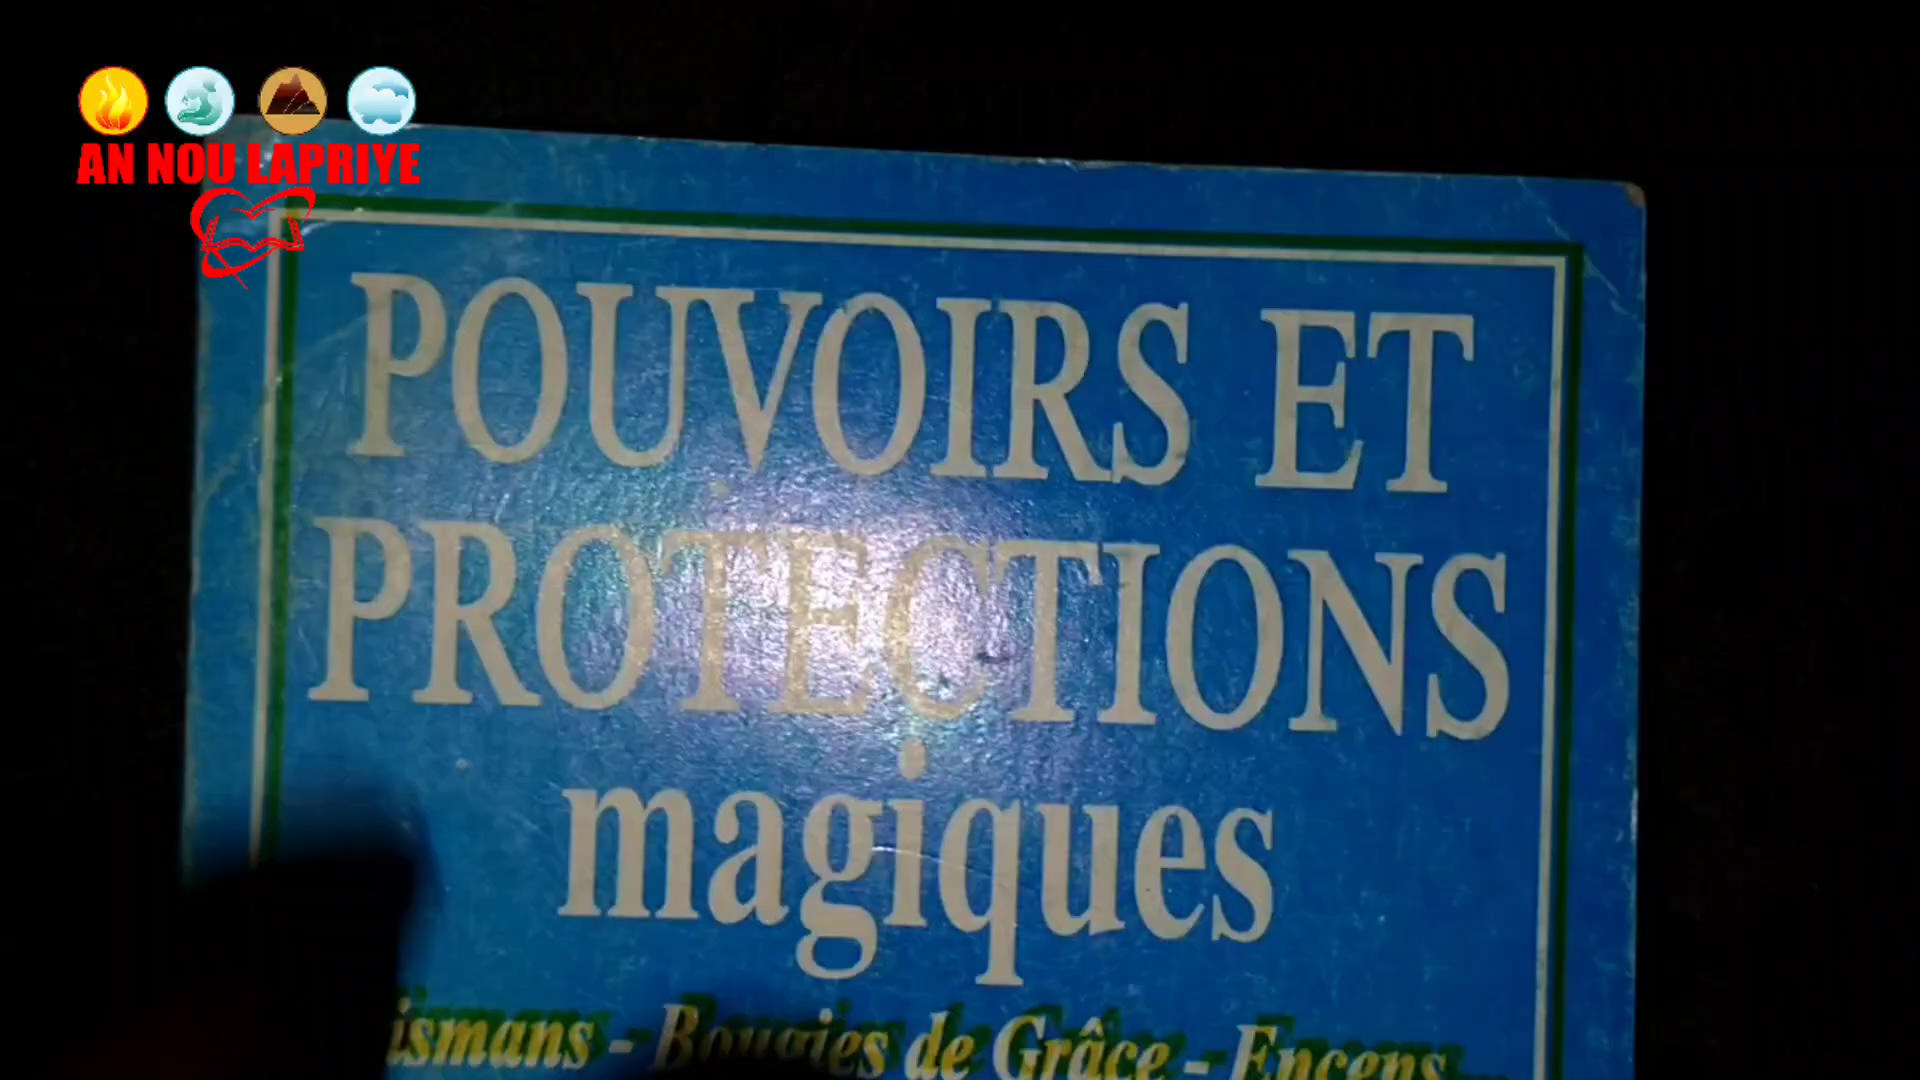 AN NOU LAPRIYE
POUVOIRS ET
PROTECTIONS
magiques
ismans - Bougies de Grâce - Encens